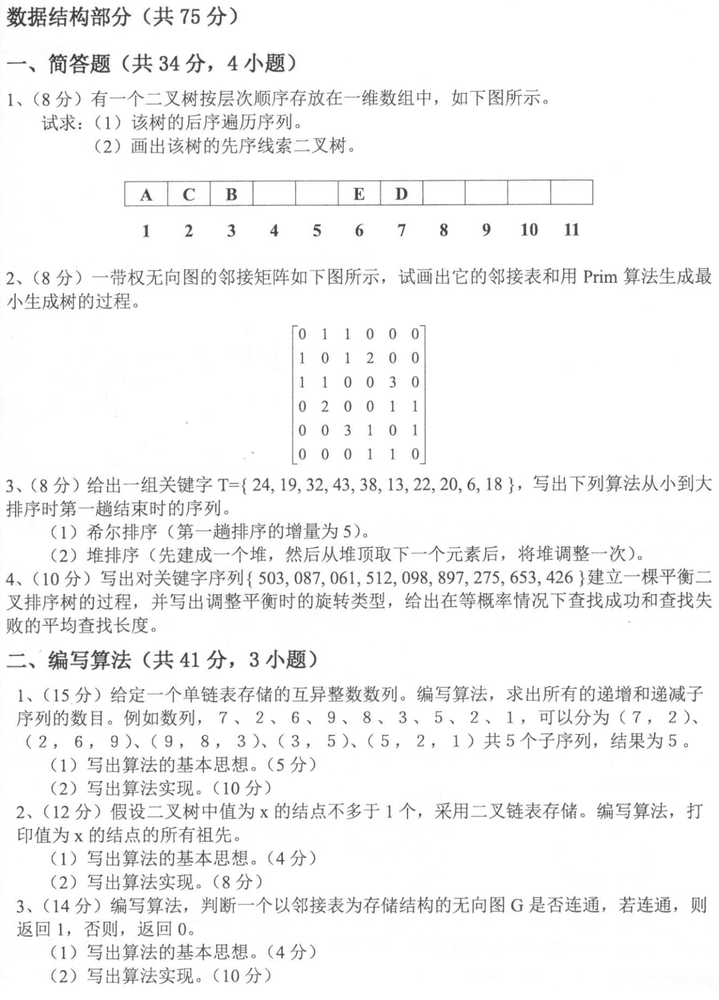 数据结构部分（共 75 分）
一、简答题（共 34 分，4 小题）
1、（8 分）有一个二叉树按层次顺序存放在一维数组中，如下图所示。
试求：（1）该树的后序遍历序列。
（2）画出该树的先序线索二叉树。
A C B E D
1 2 3 4 5 6 7 8 9 10 11
2、（8 分）一带权无向图的邻接矩阵如下图所示，试画出它的邻接表和用 Prim 算法生成最
小生成树的过程。
0 1 1 0 0 0
1 0 1 2 0 0
1 1 0 0 3 0
0 2 0 0 1 1
0 0 3 1 0 1
0 0 0 1 1 0
3、（8 分）给出一组关键字 T={ 24, 19, 32, 43, 38, 13, 22, 20, 6, 18 }，写出下列算法从小到大
排序时第一趟结束时的序列。
（1）希尔排序（第一趟排序的增量为 5）。
（2）堆排序（先建成一个堆，然后从堆顶取下一个元素后，将堆调整一次）。
4、（10 分）写出对关键字序列{ 503, 087, 061, 512, 098, 897, 275, 653, 426 }建立一棵平衡二
叉排序树的过程，并写出调整平衡时的旋转类型，给出在等概率情况下查找成功和查找失
败的平均查找长度。
二、编写算法（共 41 分，3 小题）
1、（15 分）给定一个单链表存储的互异整数数列。编写算法，求出所有的递增和递减子
序列的数目。例如数列，７、２、６、９、８、３、５、２、１，可以分为（７，２）、
（２，６，９）、（９，８，３）、（３，５）、（５，２，１）共５个子序列，结果为５。
（1）写出算法的基本思想。（5 分）
（2）写出算法实现。（10 分）
2、（12 分）假设二叉树中值为 x 的结点不多于 1 个，采用二叉链表存储。编写算法，打
印值为 x 的结点的所有祖先。
（1）写出算法的基本思想。（4 分）
（2）写出算法实现。（8 分）
3、（14 分）编写算法，判断一个以邻接表为存储结构的无向图 G 是否连通，若连通，则
返回 1，否则，返回 0。
（1）写出算法的基本思想。（4 分）
（2）写出算法实现。（10 分）